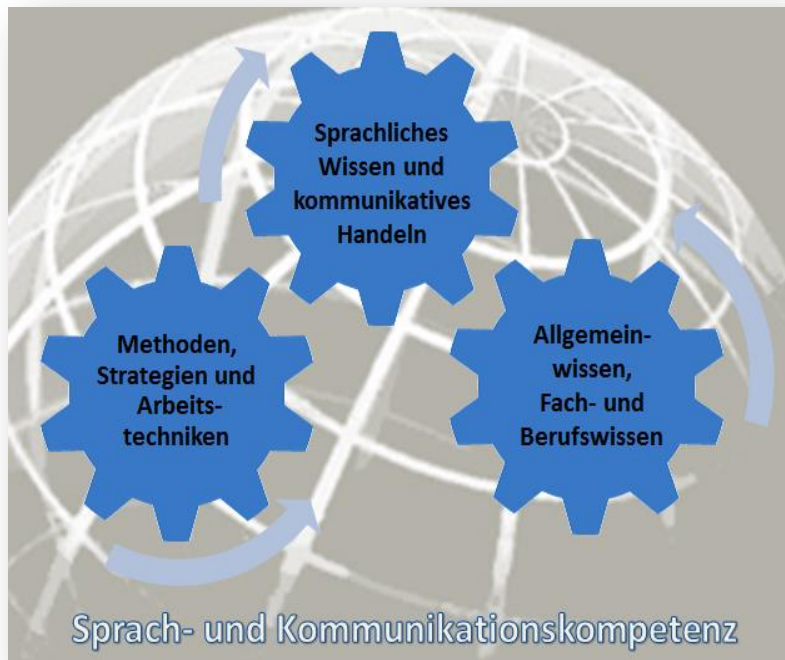 Sprachliches
Wissen und
kommunikatives
Handeln
Methoden,
Strategien und
Arbeits-
techniken
Allgemein-
wissen,
Fach- und
Berufswissen
Sprach- und Kommunikationskompetenz